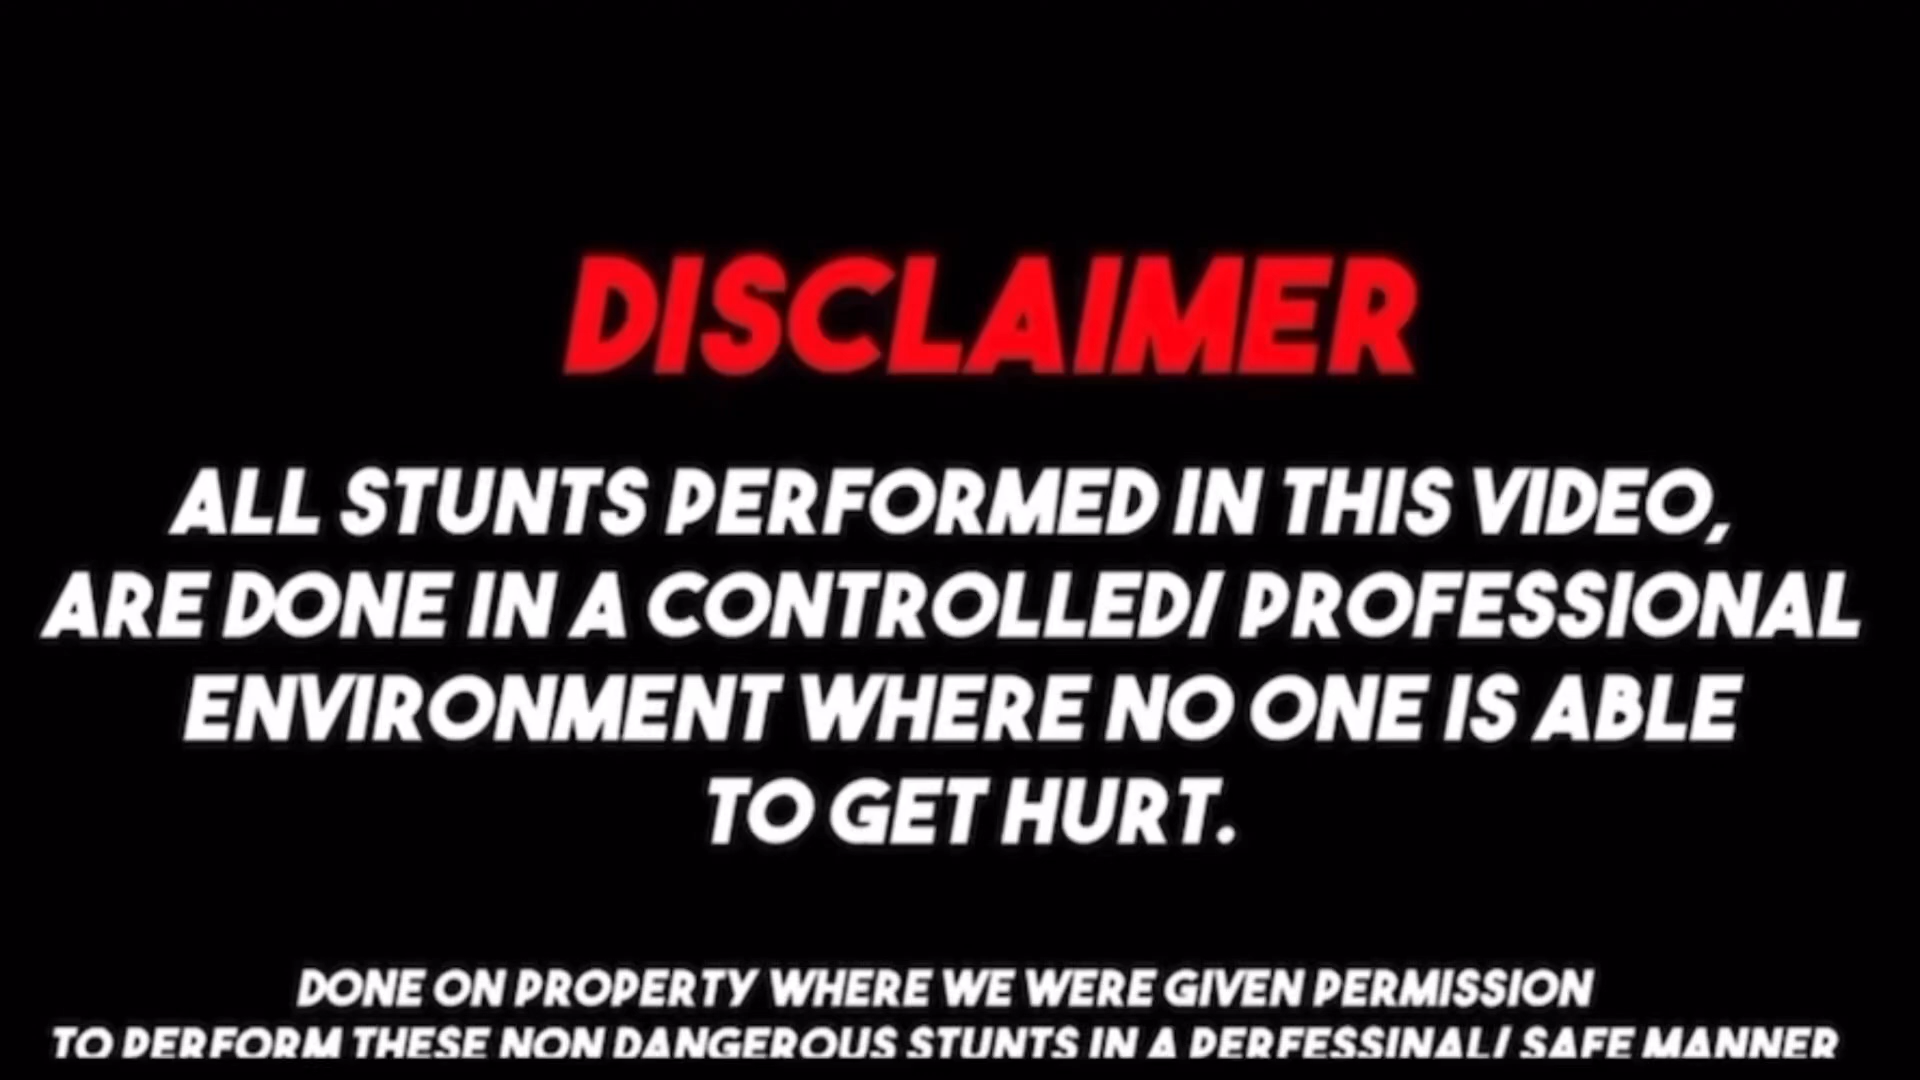 DISCLAIMER
ALL STUNTS PERFORMED IN THIS VIDEO,
ARE DONE IN A CONTROLLED/ PROFESSIONAL
ENVIRONMENT WHERE NO ONE IS ABLE
TO GET HURT.
DONE ON PROPERTY WHERE WE WERE GIVEN PERMISSION
TO PERFORM THESE NON DANGEROUS STUNTS IN A PERFESSINAL/ SAFE MANNER